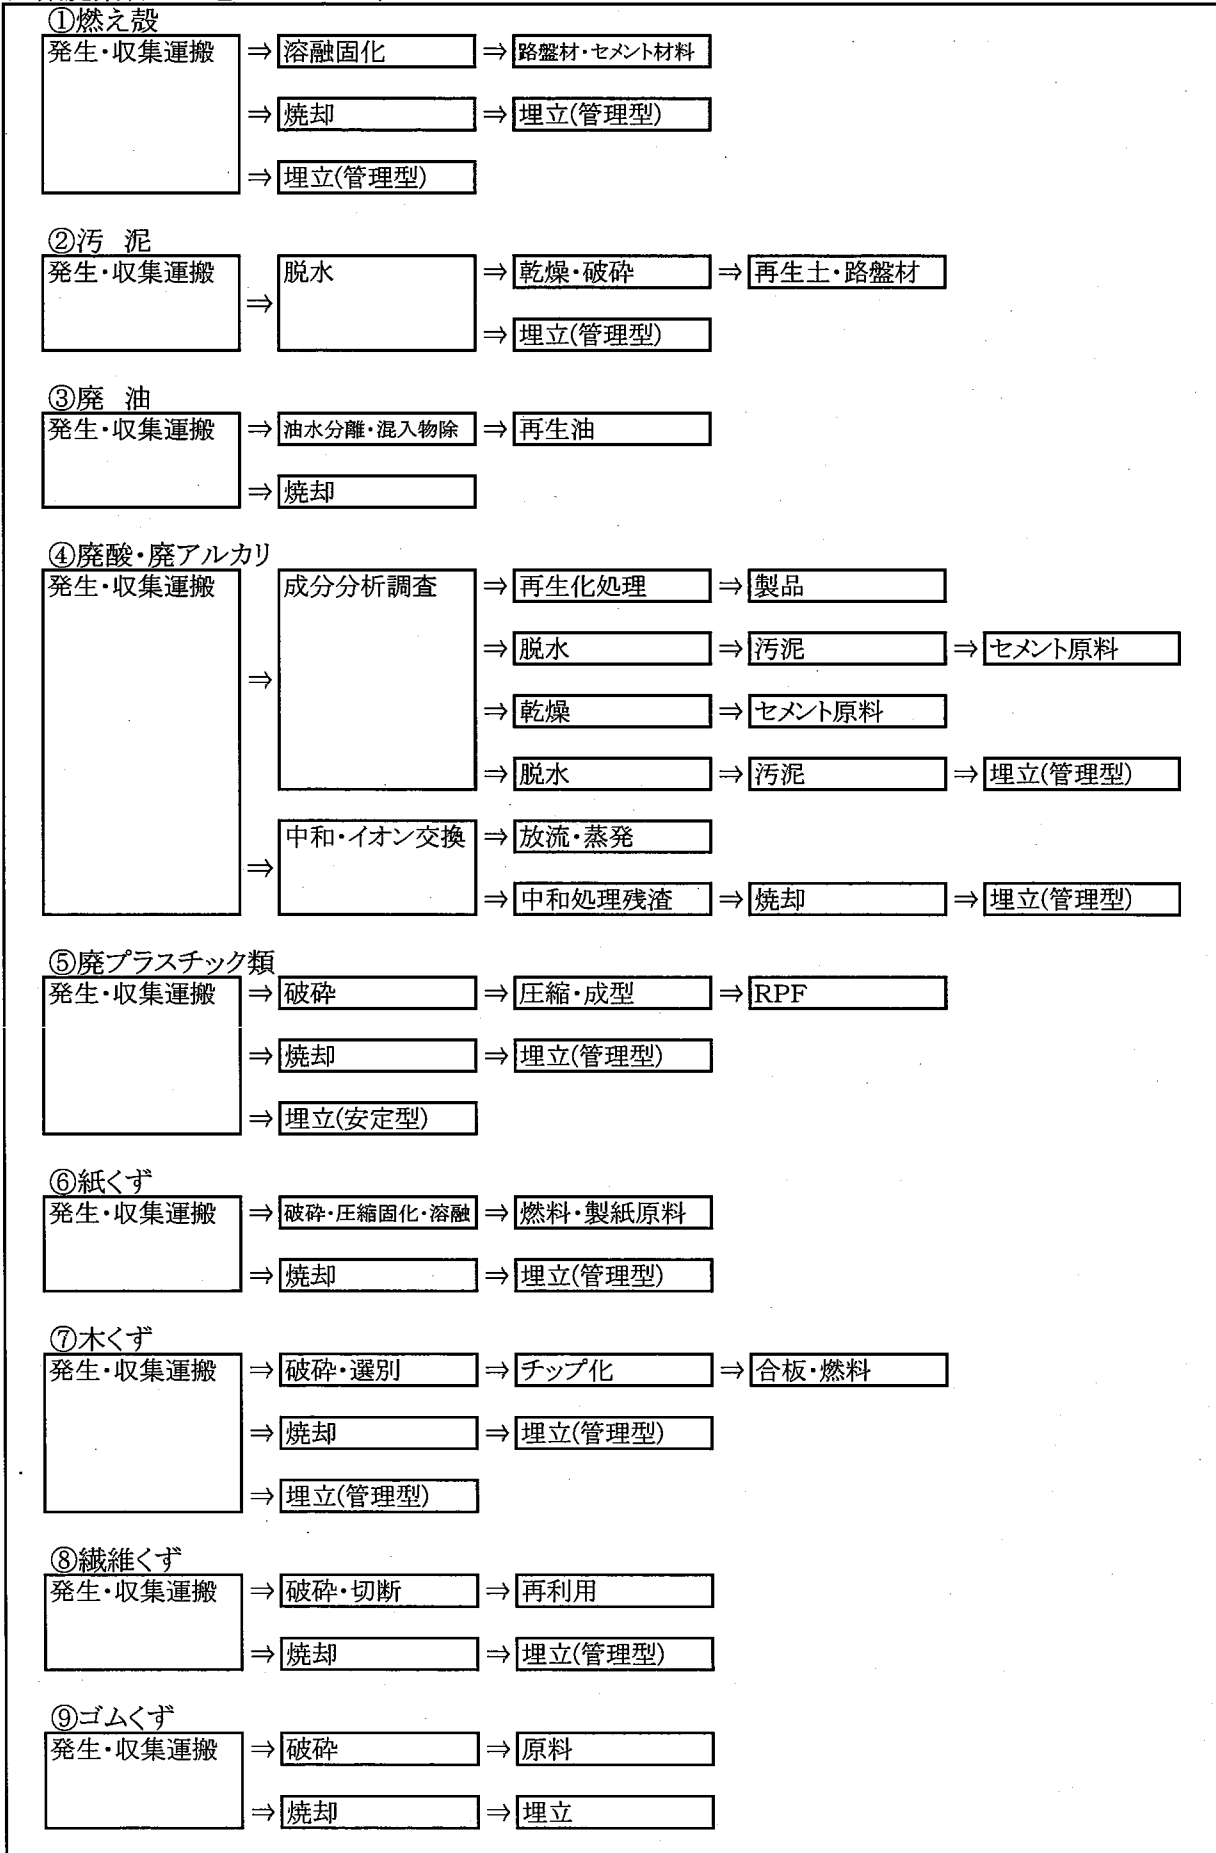 ①燃え殻
発生・収集運搬 ⇒ 溶融固化 ⇒ 路盤材・セメント材料
⇒ 焼却 ⇒ 埋立(管理型)
⇒ 埋立(管理型)
②汚 泥
発生・収集運搬 ⇒ 脱水 ⇒ 乾燥・破砕 ⇒ 再生土・路盤材
⇒ 埋立(管理型)
③廃 油
発生・収集運搬 ⇒ 油水分離・混入物除 ⇒ 再生油
⇒ 焼却
④廃酸・廃アルカリ
発生・収集運搬 ⇒ 成分分析調査 ⇒ 再生化処理 ⇒ 製品
⇒ 脱水 ⇒ 汚泥 ⇒ セメント原料
⇒ 乾燥 ⇒ セメント原料
⇒ 脱水 ⇒ 汚泥 ⇒ 埋立(管理型)
⇒ 中和・イオン交換 ⇒ 放流・蒸発
⇒ 中和処理残渣 ⇒ 焼却 ⇒ 埋立(管理型)
⑤廃プラスチック類
発生・収集運搬 ⇒ 破砕 ⇒ 圧縮・成型 ⇒ RPF
⇒ 焼却 ⇒ 埋立(管理型)
⇒ 埋立(安定型)
⑥紙くず
発生・収集運搬 ⇒ 破砕・圧縮固化・溶融 ⇒ 燃料・製紙原料
⇒ 焼却 ⇒ 埋立(管理型)
⑦木くず
発生・収集運搬 ⇒ 破砕・選別 ⇒ チップ化 ⇒ 合板・燃料
⇒ 焼却 ⇒ 埋立(管理型)
⇒ 埋立(管理型)
⑧繊維くず
発生・収集運搬 ⇒ 破砕・切断 ⇒ 再利用
⇒ 焼却 ⇒ 埋立(管理型)
⑨ゴムくず
発生・収集運搬 ⇒ 破砕 ⇒ 原料
⇒ 焼却 ⇒ 埋立